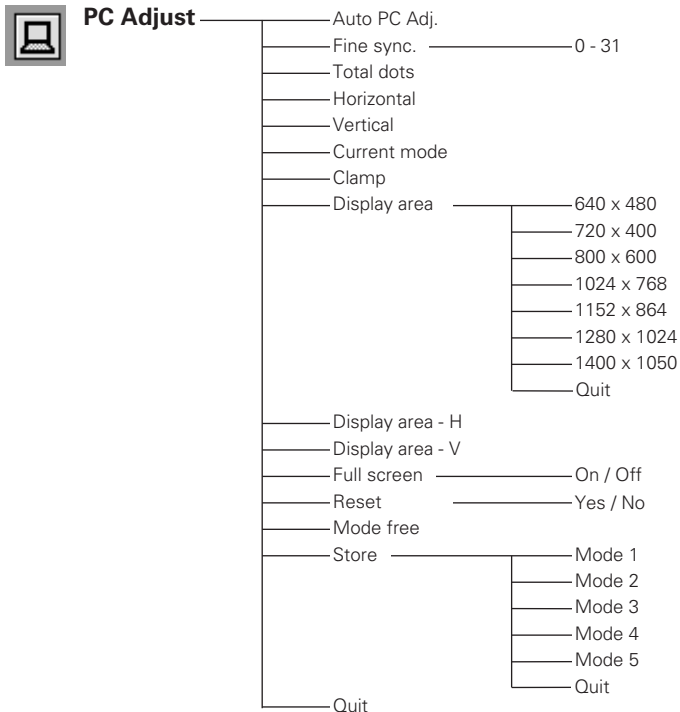 PC Adjust
Auto PC Adj.
Fine sync. 0 - 31
Total dots
Horizontal
Vertical
Current mode
Clamp
Display area 640 x 480
720 x 400
800 x 600
1024 x 768
1152 x 864
1280 x 1024
1400 x 1050
Quit
Display area - H
Display area - V
Full screen On / Off
Reset Yes / No
Mode free
Store Mode 1
Mode 2
Mode 3
Mode 4
Mode 5
Quit
Quit